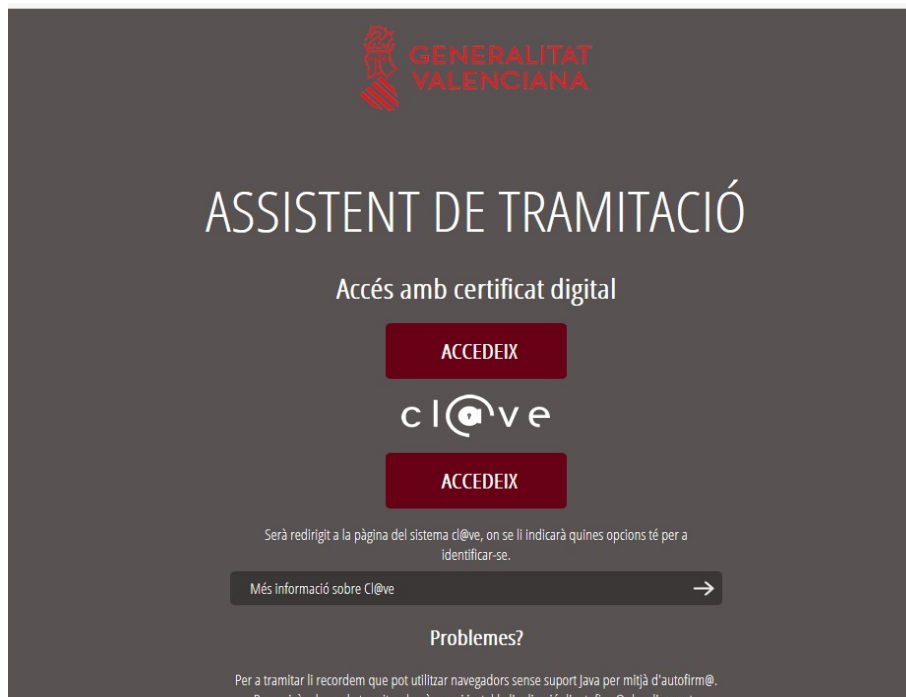 GENERALITAT
VALENCIANA
ASSISTENT DE TRAMITACIÓ
Accés amb certificat digital
ACCEDEIX
cl@ve
ACCEDEIX
Serà redirigit a la pàgina del sistema cl@ve, on se li indicarà quines opcions té per a
identificar-se.
Més informació sobre Cl@ve
Problemes?
Per a tramitar li recordem que pot utilitzar navegadors sense suport Java per mitjà d'autofirm@.